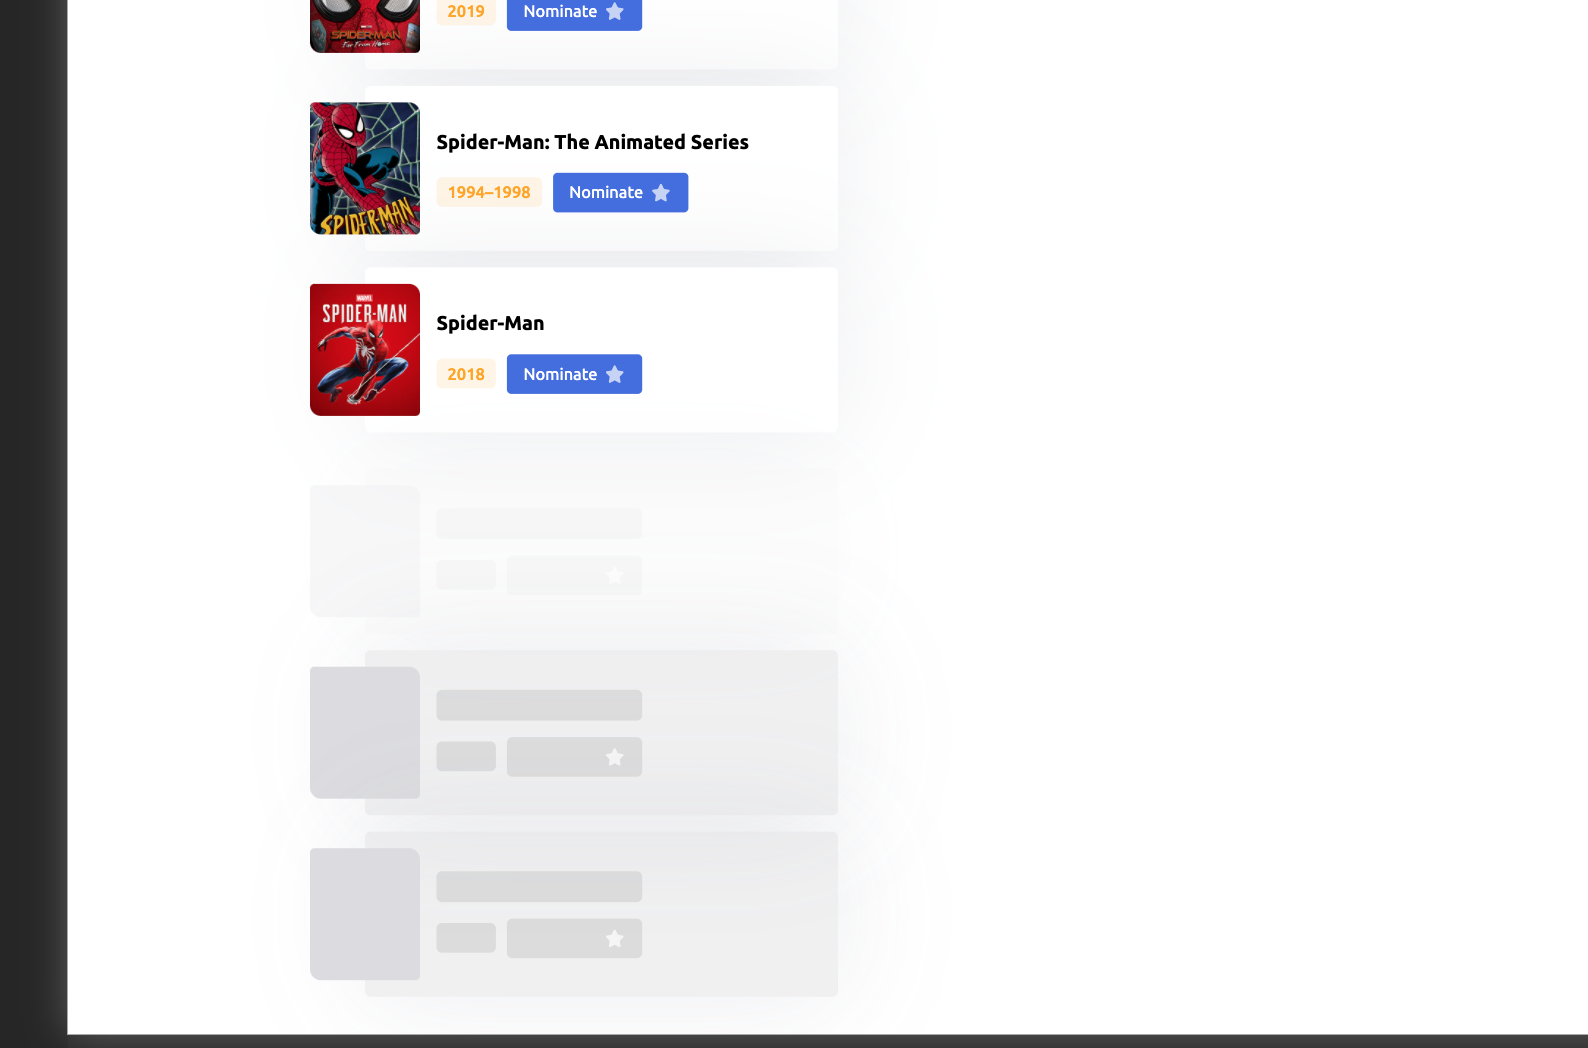 SPIDER-MAN
Far From Home
2019
Nominate
SPIDER-MAN
Spider-Man: The Animated Series
1994–1998
Nominate
MARVEL
SPIDER-MAN
Spider-Man
2018
Nominate